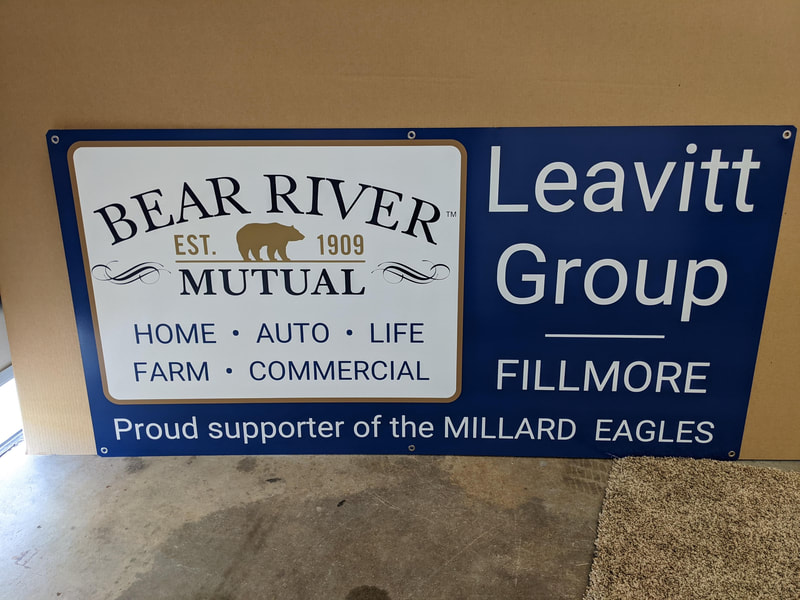 BEAR RIVER™
EST. 1909
MUTUAL
HOME • AUTO • LIFE
FARM • COMMERCIAL
Leavitt
Group
FILLMORE
Proud supporter of the MILLARD EAGLES